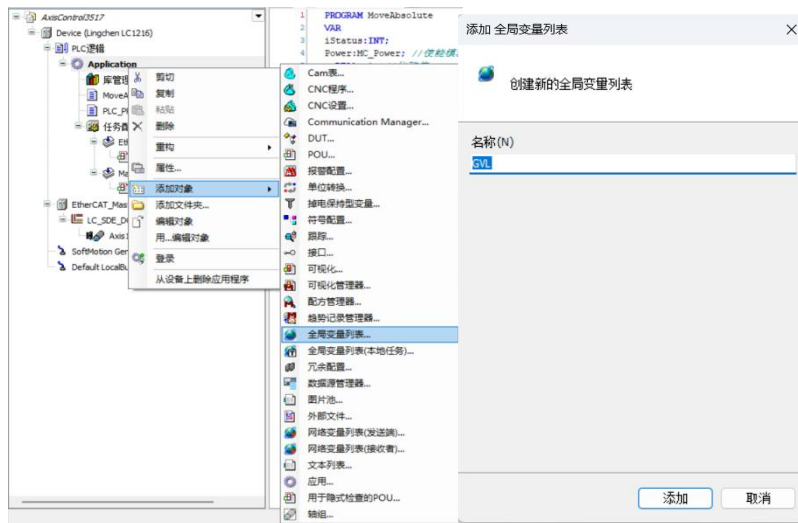 AxisControl3517
Device (Lingchen LC1216)
PLC逻辑
Application
库管理
MoveA
PLC_P
任务配
Et
Ma
EtherCAT_Mas
LC_SDE_D
Axis1
SoftMotion Gen
Default LocalBu
剪切
复制
粘贴
删除
重构
属性...
添加对象
添加文件夹...
编辑对象
用...编辑对象
登录
从设备上删除应用程序
1 PROGRAM MoveAbsolute
2 VAR
3 iStatus:INT;
4 Power:MC_Power; //使能模
Cam表...
CNC程序...
CNC设置...
Communication Manager...
DUT...
POU...
报警配置...
单位转换...
掉电保持型变量...
符号配置...
跟踪...
接口...
可视化...
可视化管理器...
配方管理器...
趋势记录管理器...
全局变量列表...
全局变量列表(本地任务)...
冗余配置...
数据源管理器...
图片池...
外部文件...
网络变量列表(发送端)...
网络变量列表(接收者)...
文本列表...
应用...
用于隐式检查的POU...
轴组...
添加 全局变量列表
创建新的全局变量列表
名称(N)
GVL
添加
取消